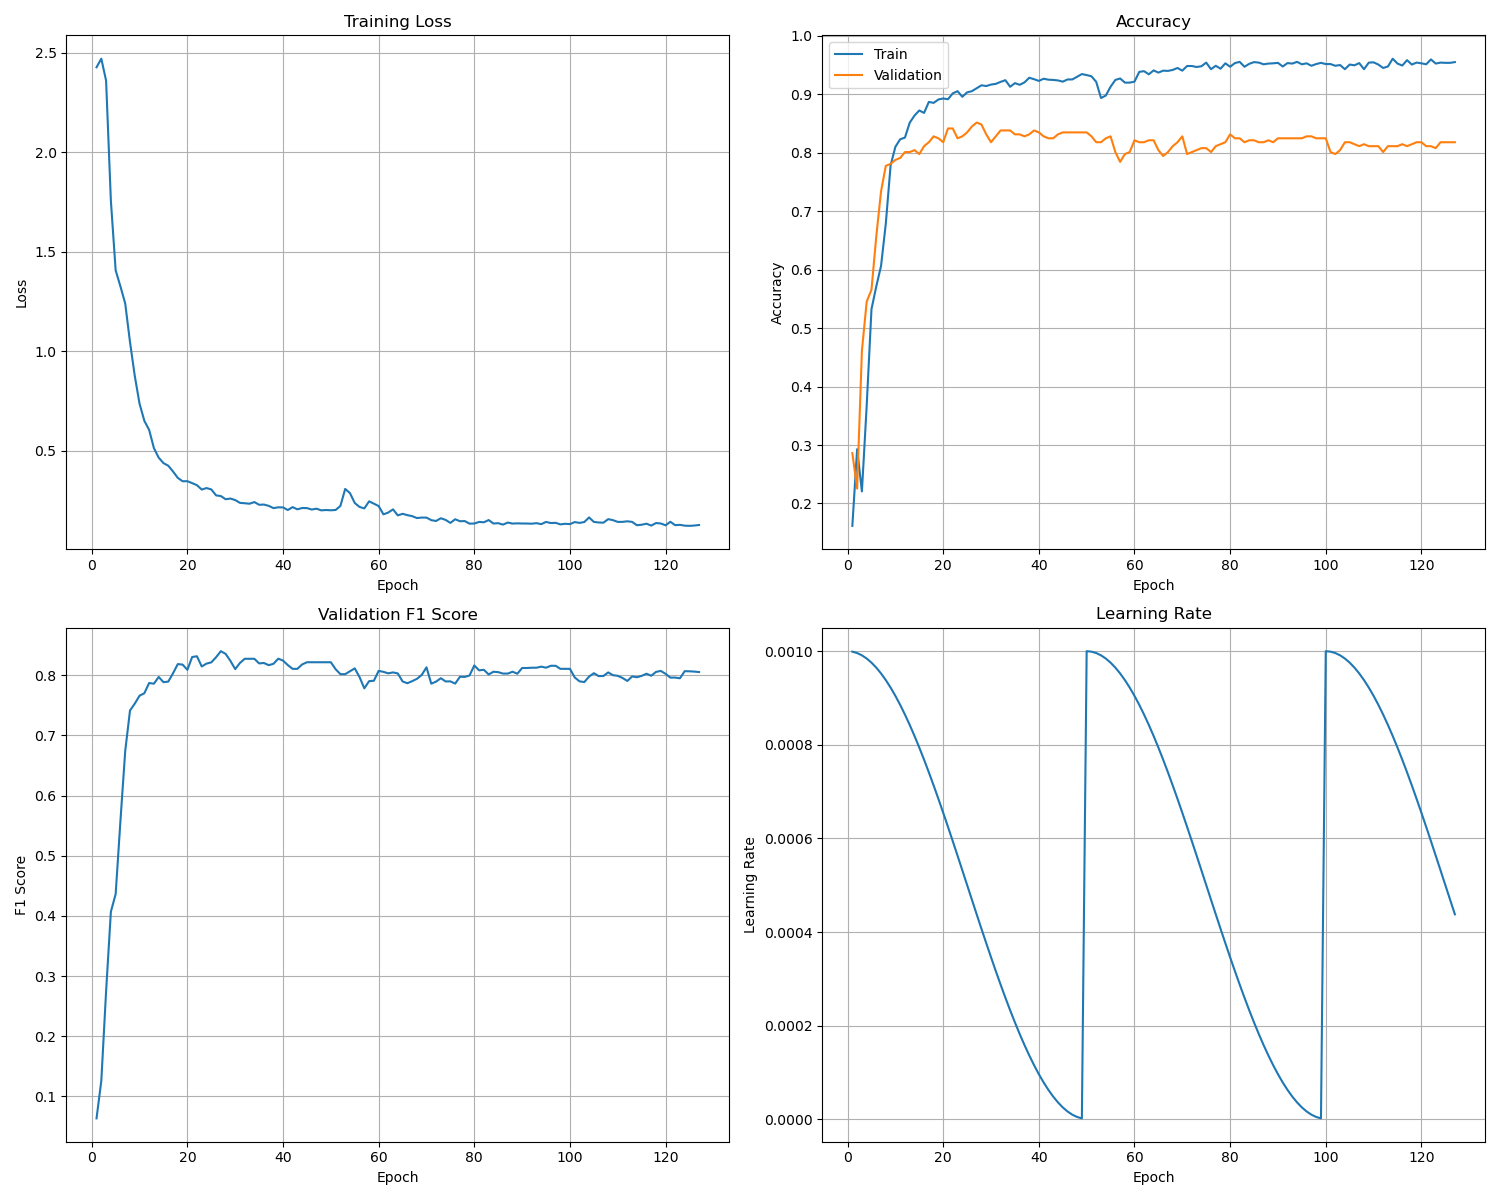 Training Loss
2.5
2.0
1.5
1.0
0.5
Loss
0 20 40 60 80 100 120
Epoch
Accuracy
Train
Validation
1.0
0.9
0.8
0.7
0.6
0.5
0.4
0.3
0.2
Accuracy
0 20 40 60 80 100 120
Epoch
Validation F1 Score
0.8
0.7
0.6
0.5
0.4
0.3
0.2
0.1
F1 Score
0 20 40 60 80 100 120
Epoch
Learning Rate
0.0010
0.0008
0.0006
0.0004
0.0002
0.0000
Learning Rate
0 20 40 60 80 100 120
Epoch